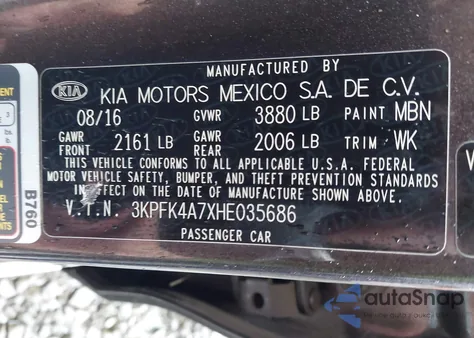 MANUFACTURED BY
KIA KIA MOTORS MEXICO S.A. DE C.V.
08/16 GVWR 3880 LB PAINT MBN
GAWR FRONT 2161 LB GAWR REAR 2006 LB TRIM WK
THIS VEHICLE CONFORMS TO ALL APPLICABLE U.S.A. FEDERAL
MOTOR VEHICLE SAFETY, BUMPER, AND THEFT PREVENTION STANDARDS
IN EFFECT ON THE DATE OF MANUFACTURE SHOWN ABOVE.
V.I.N. 3KPFK4A7XHE035686
PASSENGER CAR
B760
autoSnap